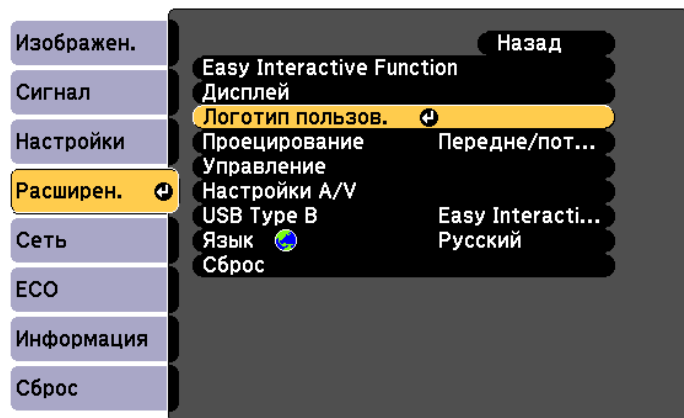 Изображен.
Сигнал
Настройки
Расширен.
Сеть
ECO
Информация
Сброс
Назад
Easy Interactive Function
Дисплей
Логотип пользов.
Проецирование Передне/пот...
Управление
Настройки A/V
USB Type B Easy Interacti...
Язык Русский
Сброс